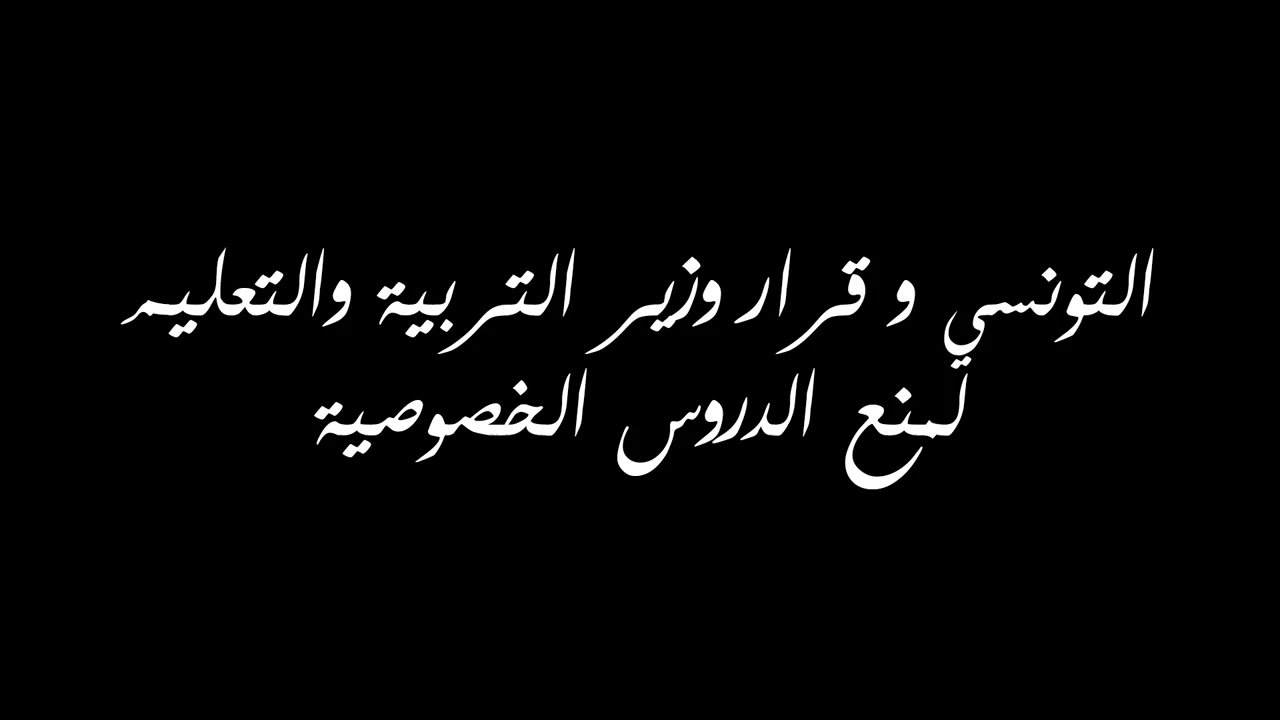 التونسي و قرار وزير التربية والتعليم
لمنع الدروس الخصوصية